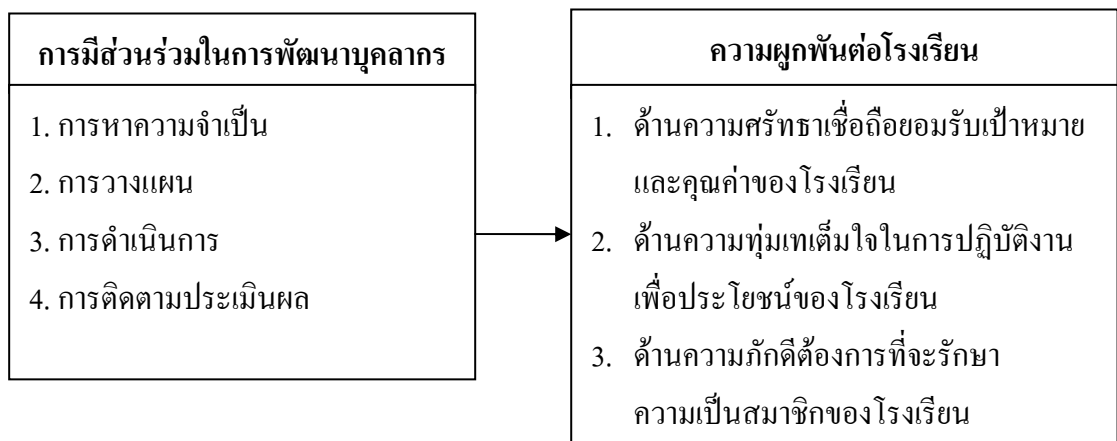 การมีส่วนร่วมในการพัฒนาบุคลากร
1. การหาความจำเป็น
2. การวางแผน
3. การดำเนินการ
4. การติดตามประเมินผล
ความผูกพันต่อโรงเรียน
1. ด้านความศรัทธาเชื่อถือยอมรับเป้าหมาย
และคุณค่าของโรงเรียน
2. ด้านความทุ่มเทเต็มใจในการปฏิบัติงาน
เพื่อประโยชน์ของโรงเรียน
3. ด้านความภักดีต้องการที่จะรักษา
ความเป็นสมาชิกของโรงเรียน